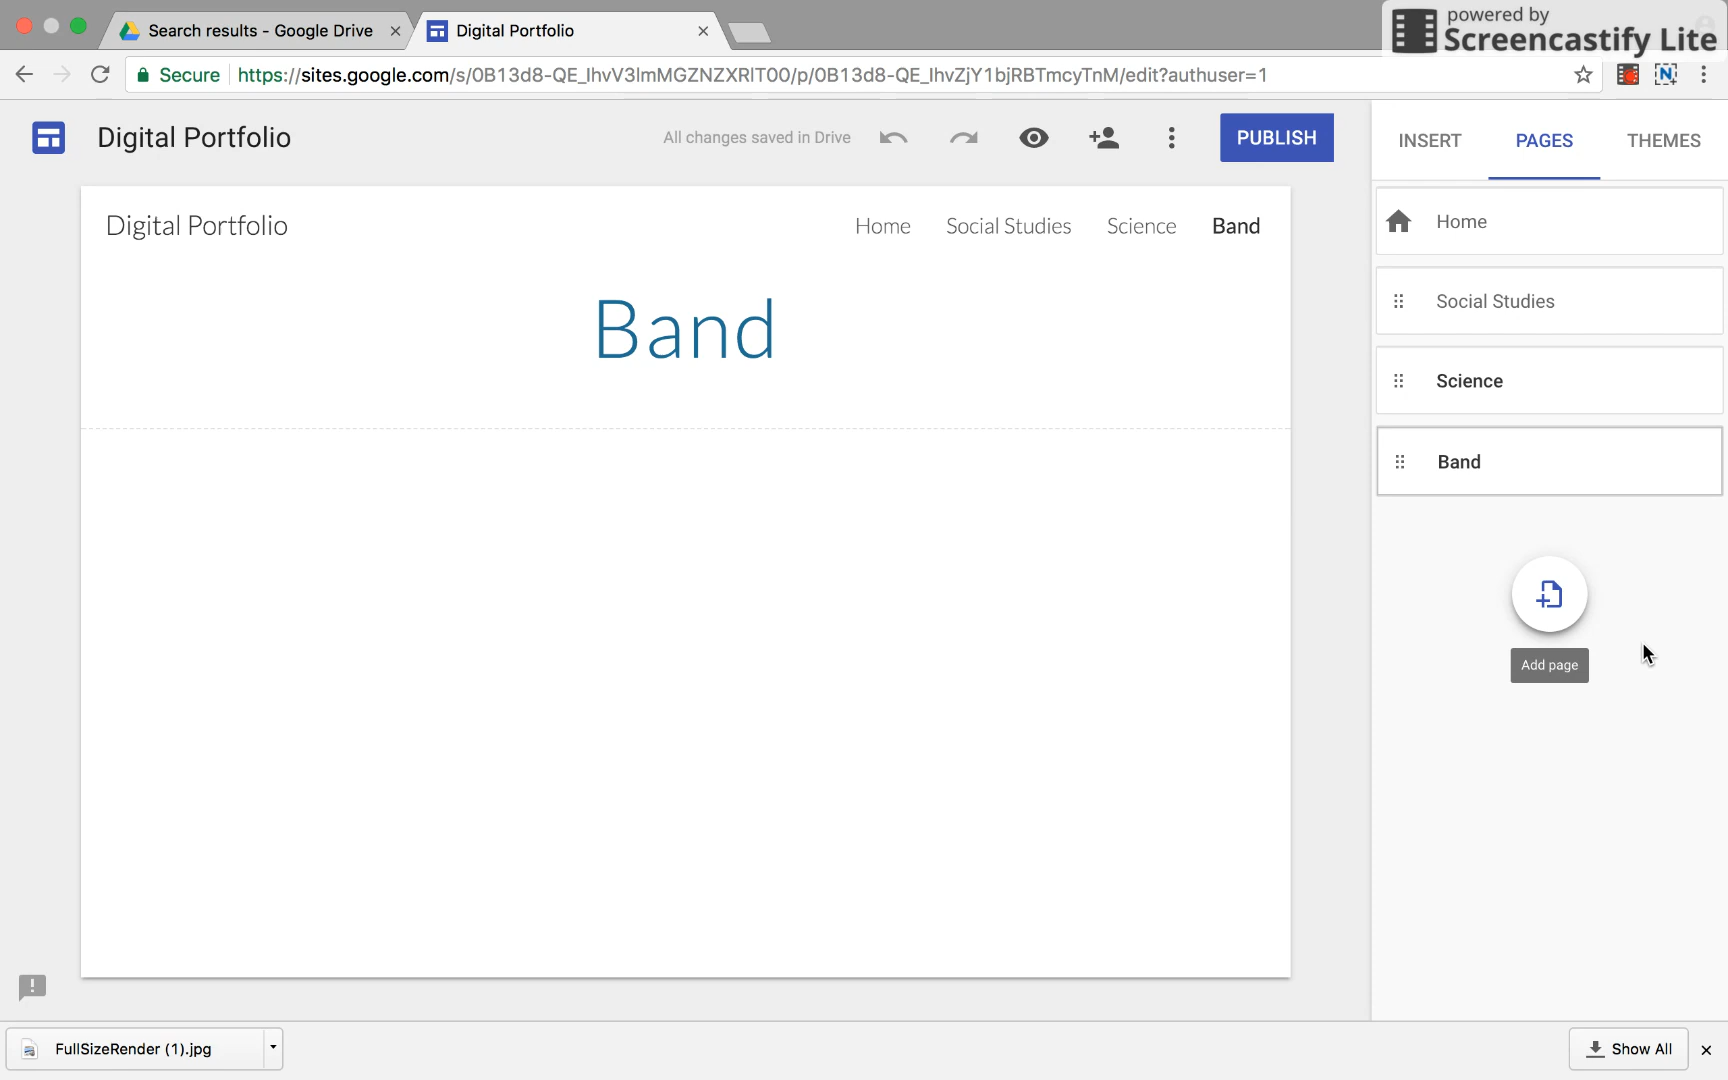 Search results - Google Drive
Digital Portfolio
powered by
Screencastify Lite
Secure
https://sites.google.com/s/0B13d8-QE_IhvV3lmMGZNZXRIT00/p/0B13d8-QE_IhvZjY1bjRBTmcyTnM/edit?authuser=1
Digital Portfolio
All changes saved in Drive
PUBLISH
INSERT
PAGES
THEMES
Digital Portfolio
Home
Social Studies
Science
Band
Band
Home
Social Studies
Science
Band
Add page
FullSizeRender (1).jpg
Show All